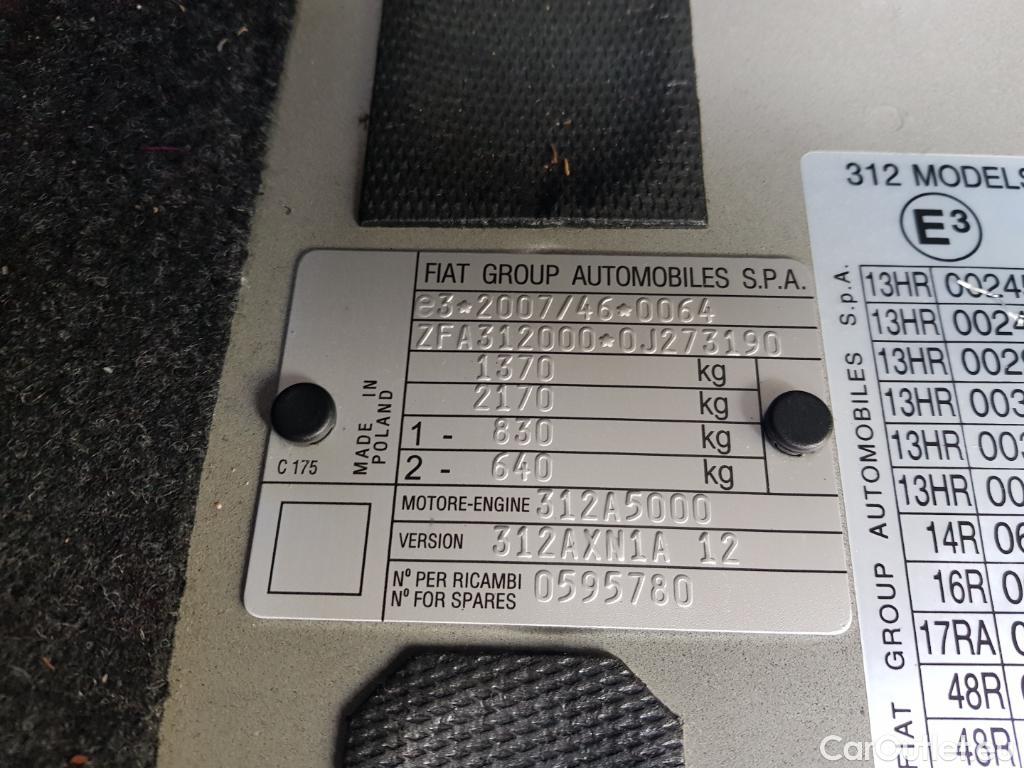 FIAT GROUP AUTOMOBILES S.P.A.
e3*2007/46*0064
ZFA312000*0J273190
1370 kg
2170 kg
1 - 830 kg
2 - 640 kg
MOTORE-ENGINE 312A5000
VERSION 312AXN1A 12
N° PER RICAMBI
N° FOR SPARES 0595780
MADE IN
POLAND
C 175
312 MODELS
E3
13HR
13HR
13HR
13HR
13HR
13HR
14R
16R
17RA
48R
48R
FIAT GROUP AUTOMOBILES S.p.A.
CarOutlet.es